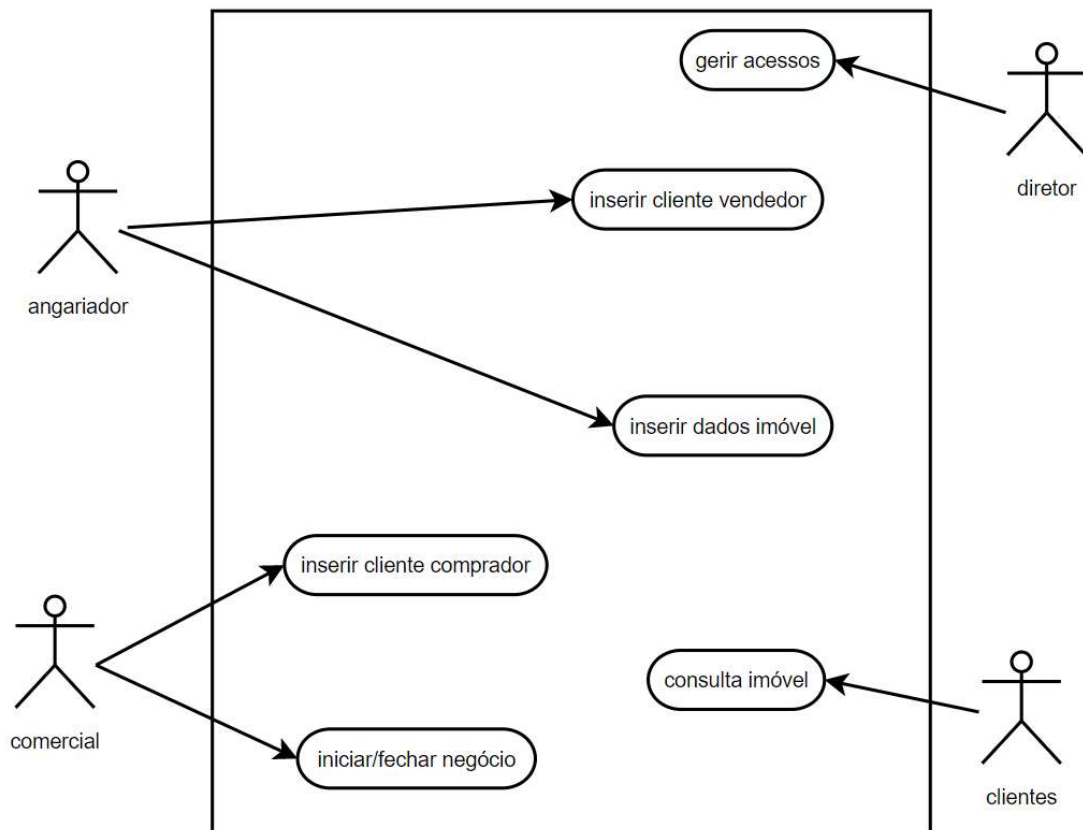 gerir acessos
diretor
inserir cliente vendedor
angariador
inserir dados imóvel
inserir cliente comprador
consulta imóvel
comercial
iniciar/fechar negócio
clientes